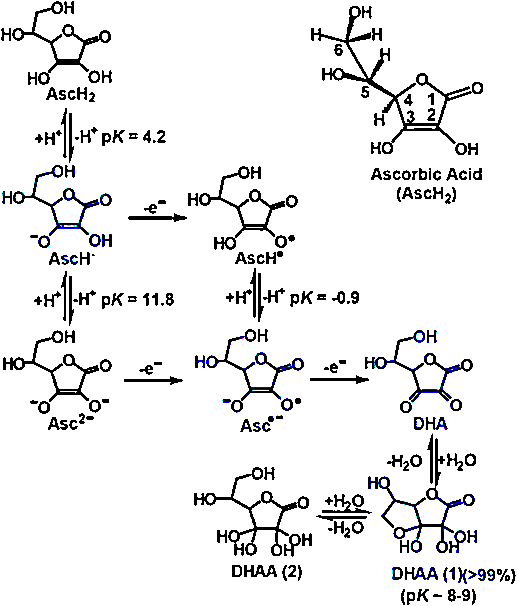 OH
HO
O
O
HO
OH
AscH₂
+H⁺ -H⁺ pK = 4.2
OH
HO
O
O
⁻O
OH
AscH⁻
-e⁻
OH
HO
O
O
HO
O•
AscH•
+H⁺ -H⁺ pK = 11.8
+H⁺ -H⁺ pK = -0.9
OH
HO
O
O
⁻O
O⁻
Asc²⁻
-e⁻
OH
HO
O
O
⁻O
O•
Asc•⁻
-e⁻
OH
HO
O
O
O
O
DHA
-H₂O +H₂O
OH
HO
O
O
HO
OH
HO
OH
DHAA (2)
+H₂O
-H₂O
HO
O
O
O
HO
HO
OH
OH
DHAA (1)(>99%)
(pK ~ 8-9)
OH
H
H
6
H
HO
5
O
O
4
1
H
3
2
HO
OH
Ascorbic Acid
(AscH₂)